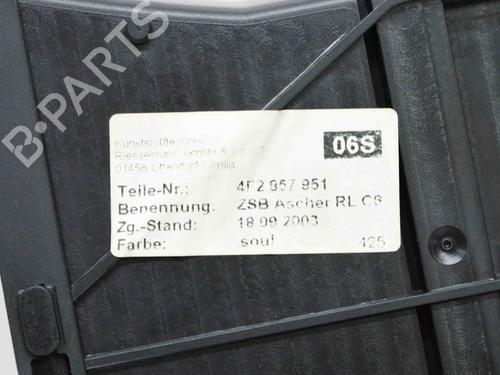 B-PARTS
Kunststofftechnik
Riesselmann GmbH & Co KG
01458 Ottendorf-Okrilla
06S
Teile-Nr.: 4F2 857 951
Benennung: ZSB Ascher RL C6
Zg.-Stand: 18.09.2003
Farbe: soul 425